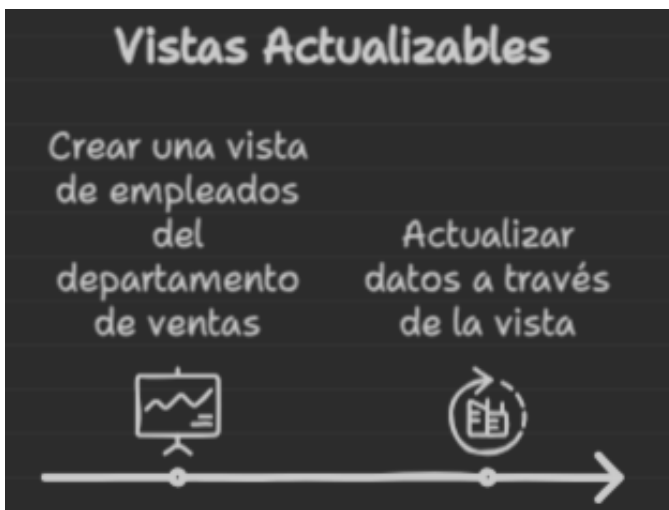 Vistas Actualizables
Crear una vista
de empleados
del
departamento
de ventas
Actualizar
datos a través
de la vista